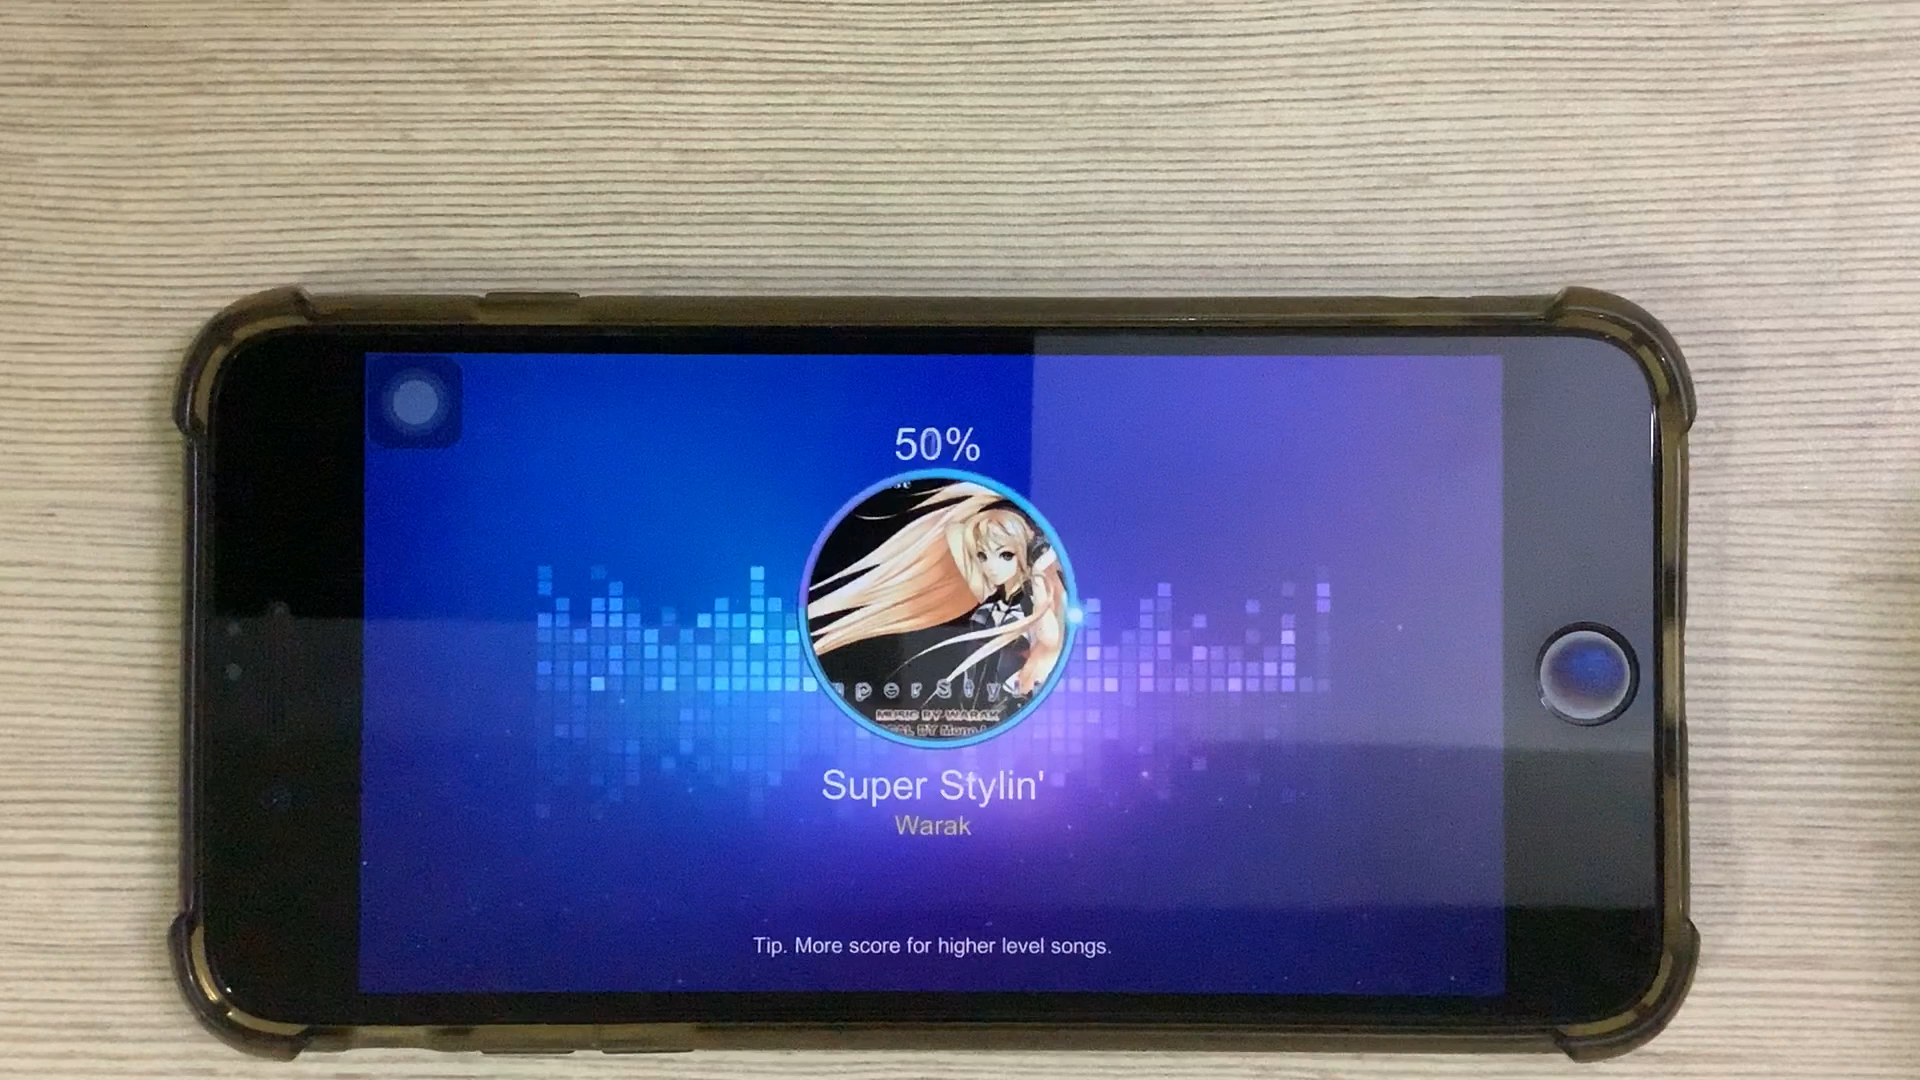 50%
MUSIC BY WARAK
Super Stylin'
Warak
Tip. More score for higher level songs.